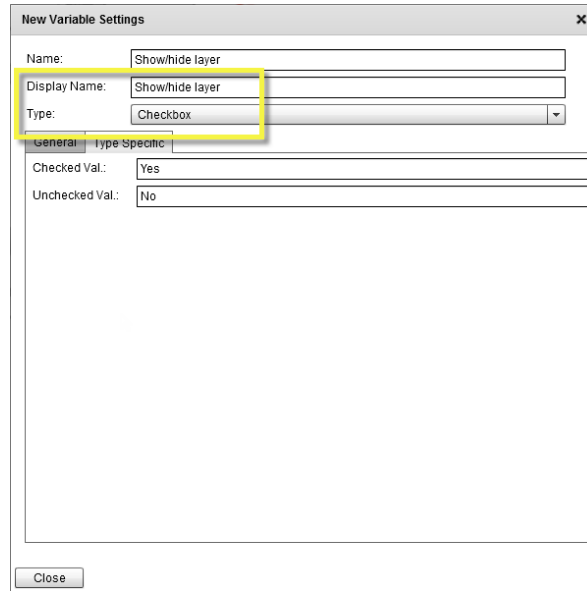 New Variable Settings
Name: Show/hide layer
Display Name: Show/hide layer
Type: Checkbox
General Type Specific
Checked Val.: Yes
Unchecked Val.: No
Close